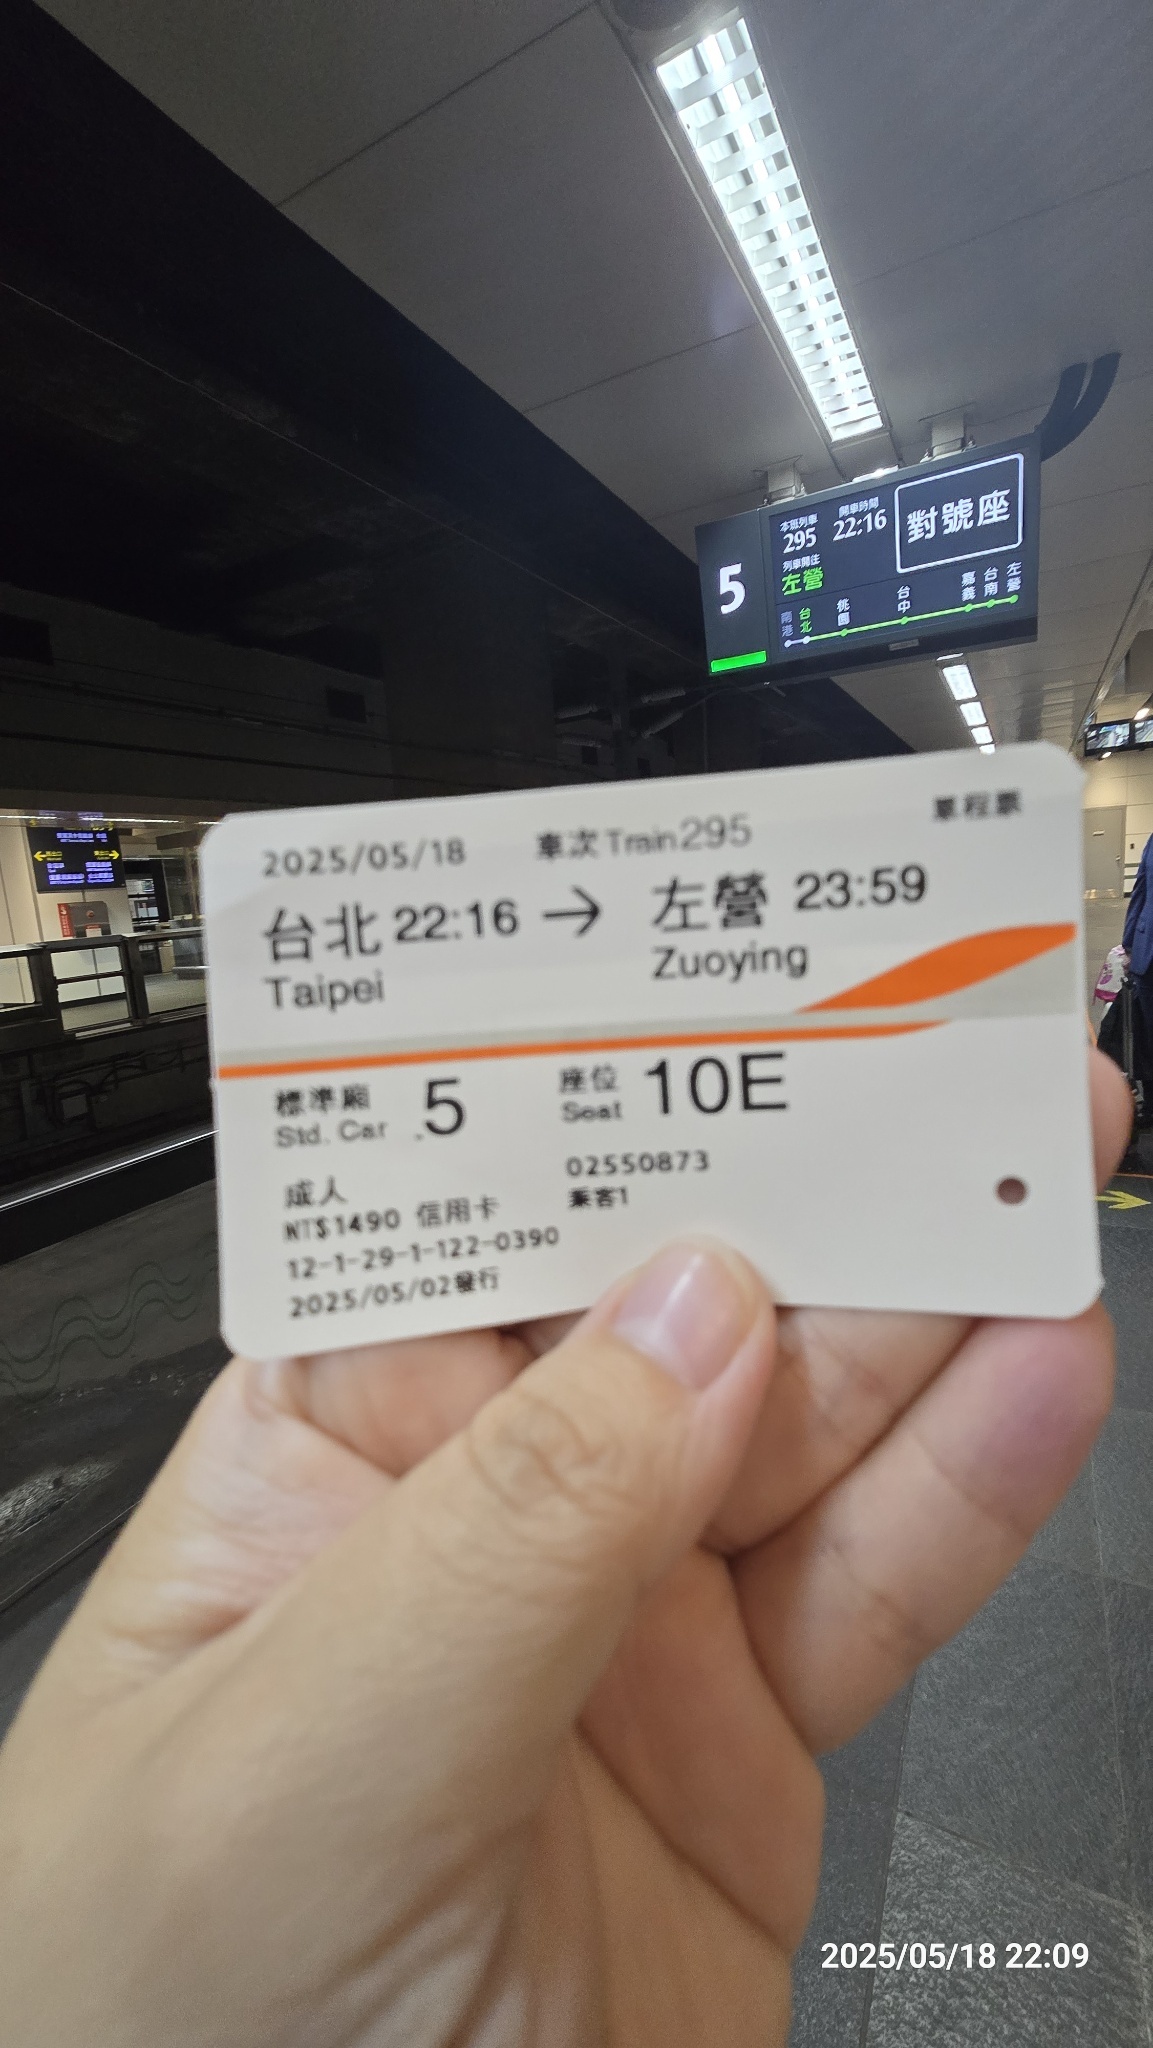 5
本班列車
295
開車時間
22:16
對號座
列車開往
左營
南港
台北
桃園
台中
嘉義
台南
左營
單程票
2025/05/18 車次 Train 295
台北 22:16 → 左營 23:59
Taipei Zuoying
標準廂 5 座位 10E
Std. Car Seat
成人 02550873
NT$1490 信用卡 乘客1
12-1-29-1-122-0390
2025/05/02發行
2025/05/18 22:09